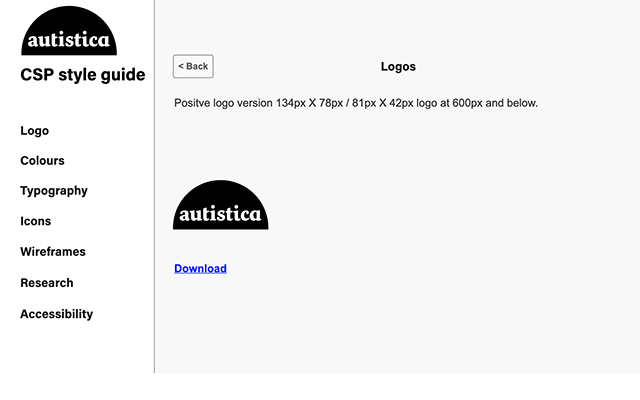 autistica
CSP style guide
Logo
Colours
Typography
Icons
Wireframes
Research
Accessibility
< Back
Logos
Positve logo version 134px X 78px / 81px X 42px logo at 600px and below.
autistica
Download